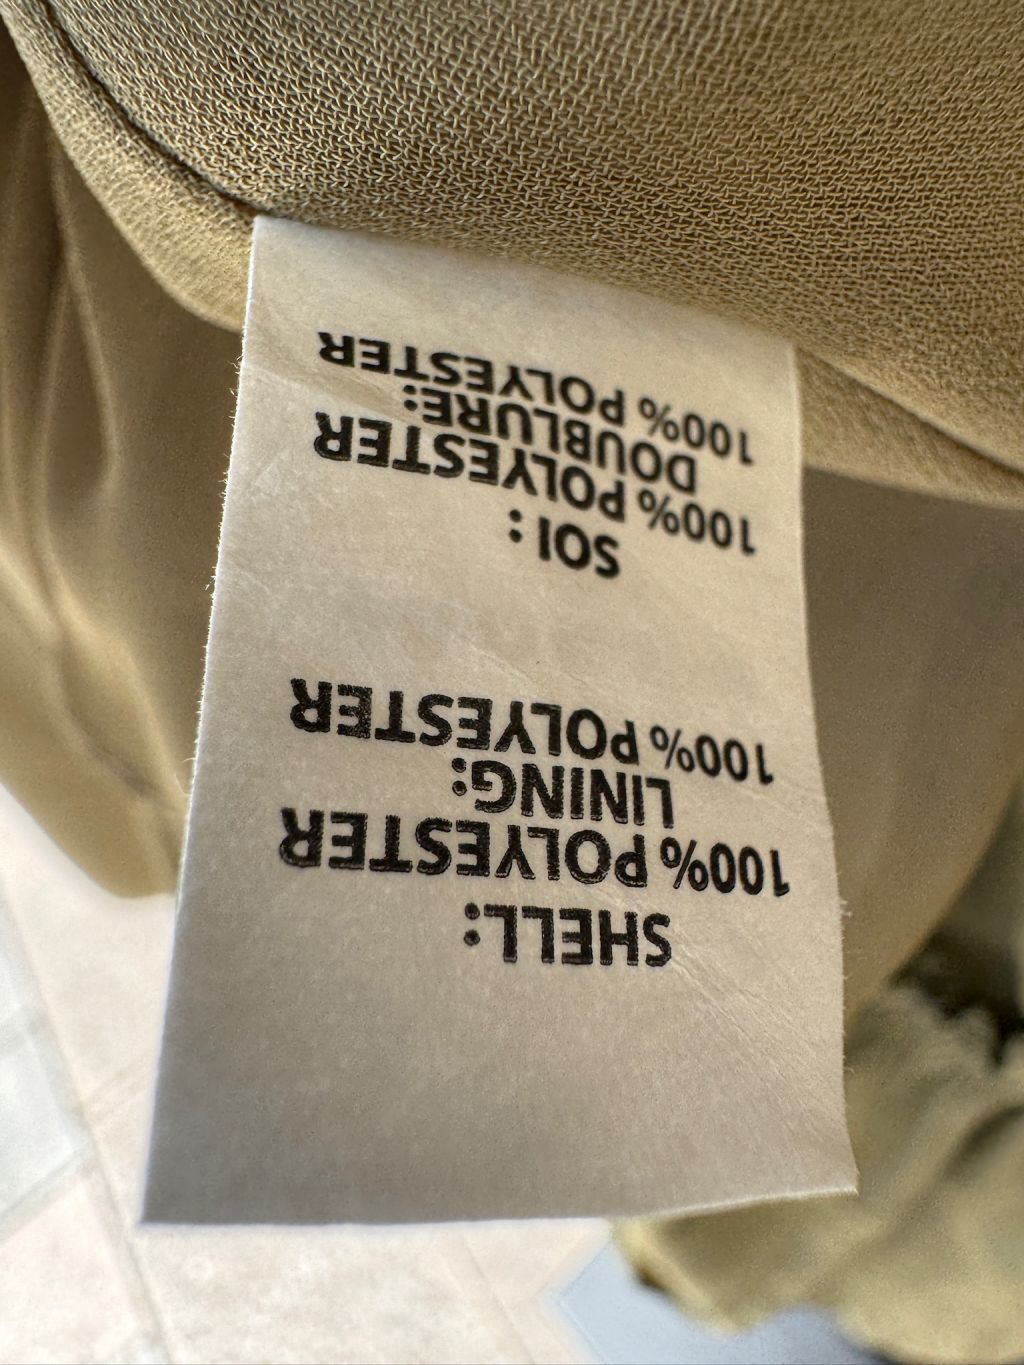 SHELL:
100% POLYESTER
LINING:
100% POLYESTER
SOI :
100% POLYESTER
DOUBLURE:
100% POLYESTER